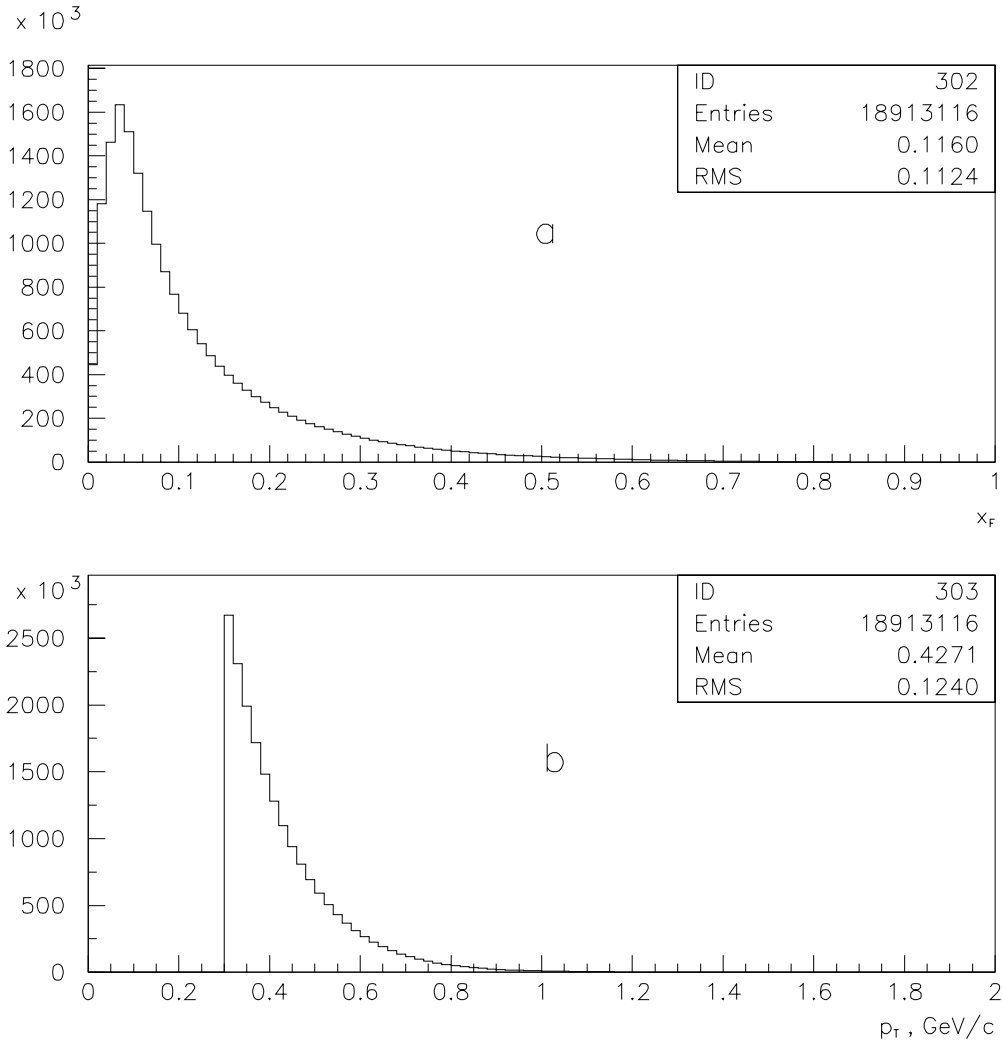 x 10³
1800
1600
1400
1200
1000
800
600
400
200
0
0 0.1 0.2 0.3 0.4 0.5 0.6 0.7 0.8 0.9 1
x_F
ID 302
Entries 18913116
Mean 0.1160
RMS 0.1124
a
x 10³
2500
2000
1500
1000
500
0
0 0.2 0.4 0.6 0.8 1 1.2 1.4 1.6 1.8 2
p_T , GeV/c
ID 303
Entries 18913116
Mean 0.4271
RMS 0.1240
b